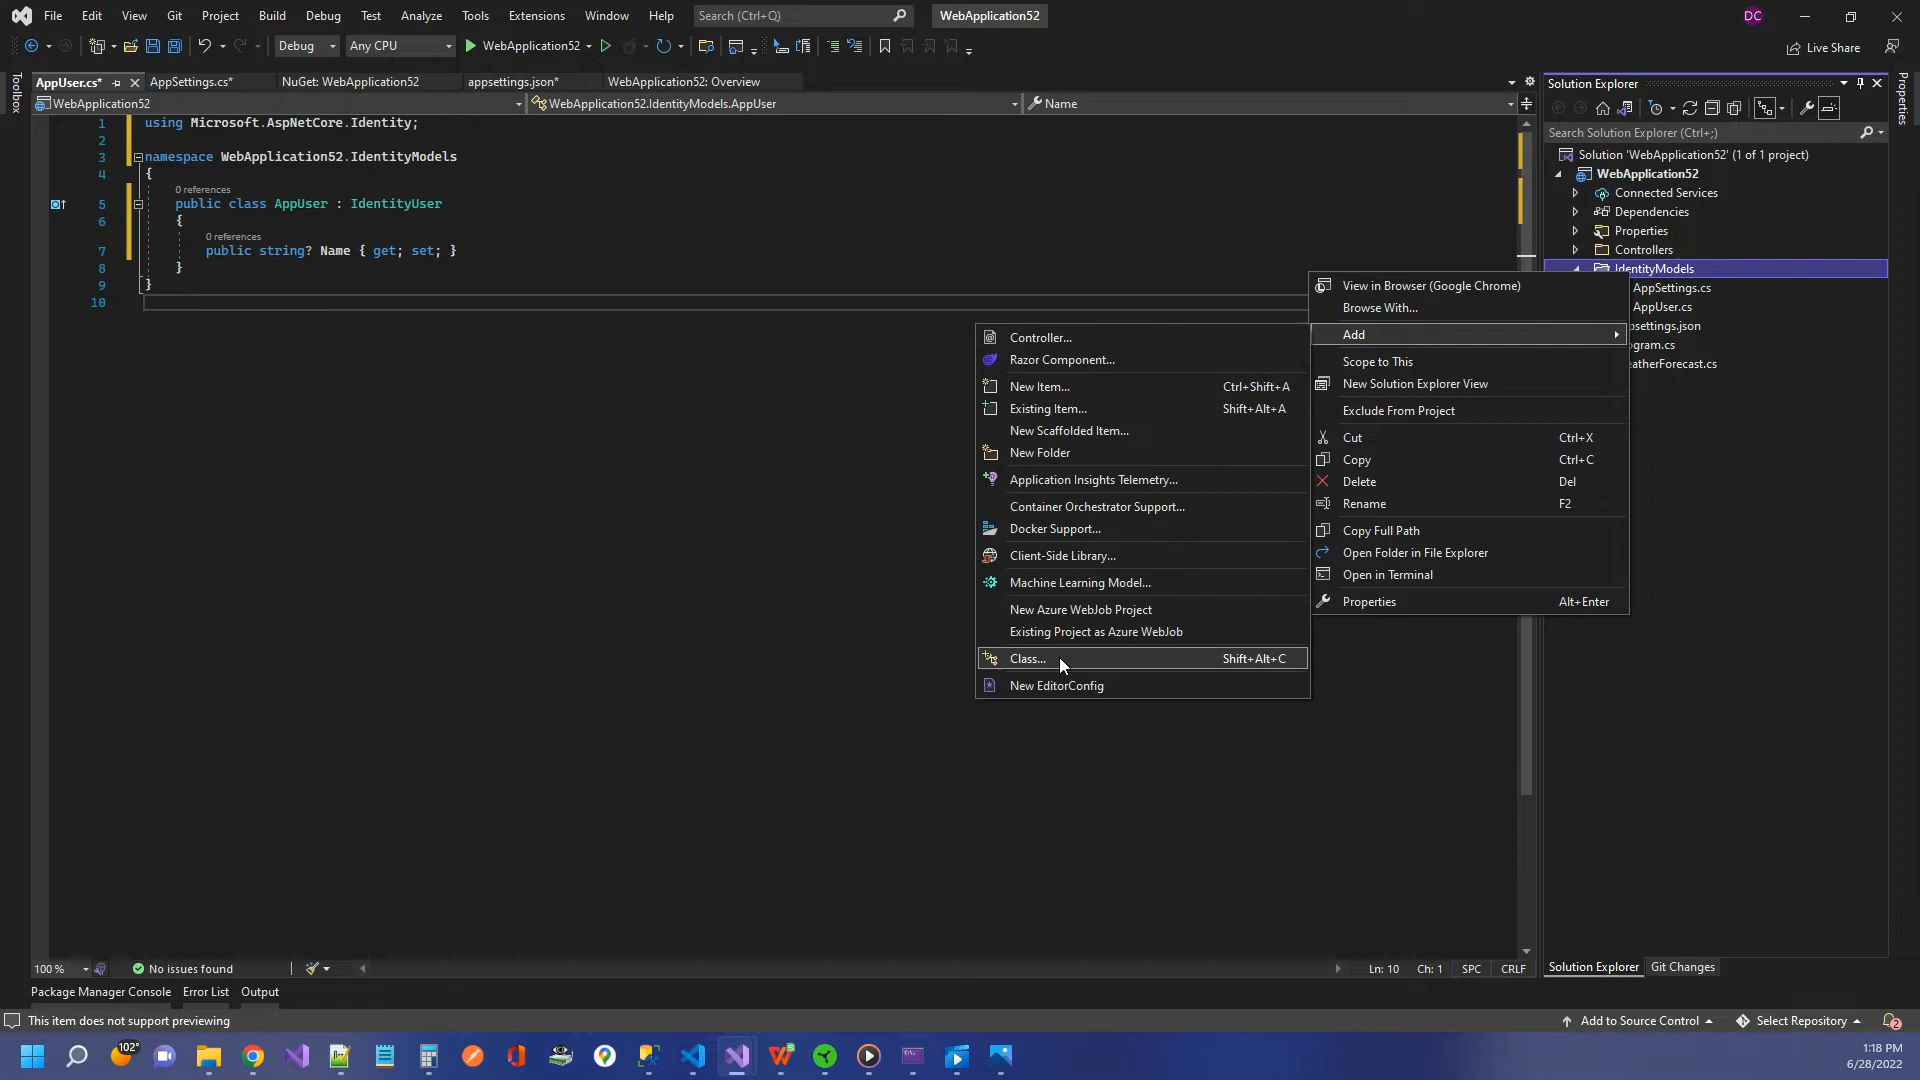 File Edit View Git Project Build Debug Test Analyze Tools Extensions Window Help Search (Ctrl+Q) WebApplication52 DC
Debug Any CPU WebApplication52 Live Share
Toolbox
AppUser.cs* AppSettings.cs* NuGet: WebApplication52 appsettings.json* WebApplication52: Overview
WebApplication52 WebApplication52.IdentityModels.AppUser Name
1 using Microsoft.AspNetCore.Identity;
2
3 namespace WebApplication52.IdentityModels
4 {
0 references
5 public class AppUser : IdentityUser
6 {
0 references
7 public string? Name { get; set; }
8 }
9 }
10
Solution Explorer
Search Solution Explorer (Ctrl+;)
Solution 'WebApplication52' (1 of 1 project)
WebApplication52
Connected Services
Dependencies
Properties
Controllers
IdentityModels
AppSettings.cs
AppUser.cs
psettings.json
ogram.cs
eatherForecast.cs
Properties
View in Browser (Google Chrome)
Browse With...
Add
Scope to This
New Solution Explorer View
Exclude From Project
Cut Ctrl+X
Copy Ctrl+C
Delete Del
Rename F2
Copy Full Path
Open Folder in File Explorer
Open in Terminal
Properties Alt+Enter
Controller...
Razor Component...
New Item... Ctrl+Shift+A
Existing Item... Shift+Alt+A
New Scaffolded Item...
New Folder
Application Insights Telemetry...
Container Orchestrator Support...
Docker Support...
Client-Side Library...
Machine Learning Model...
New Azure WebJob Project
Existing Project as Azure WebJob
Class... Shift+Alt+C
New EditorConfig
100 % No issues found Ln: 10 Ch: 1 SPC CRLF
Solution Explorer Git Changes
Package Manager Console Error List Output
This item does not support previewing Add to Source Control Select Repository 2
102°
1:18 PM
6/28/2022